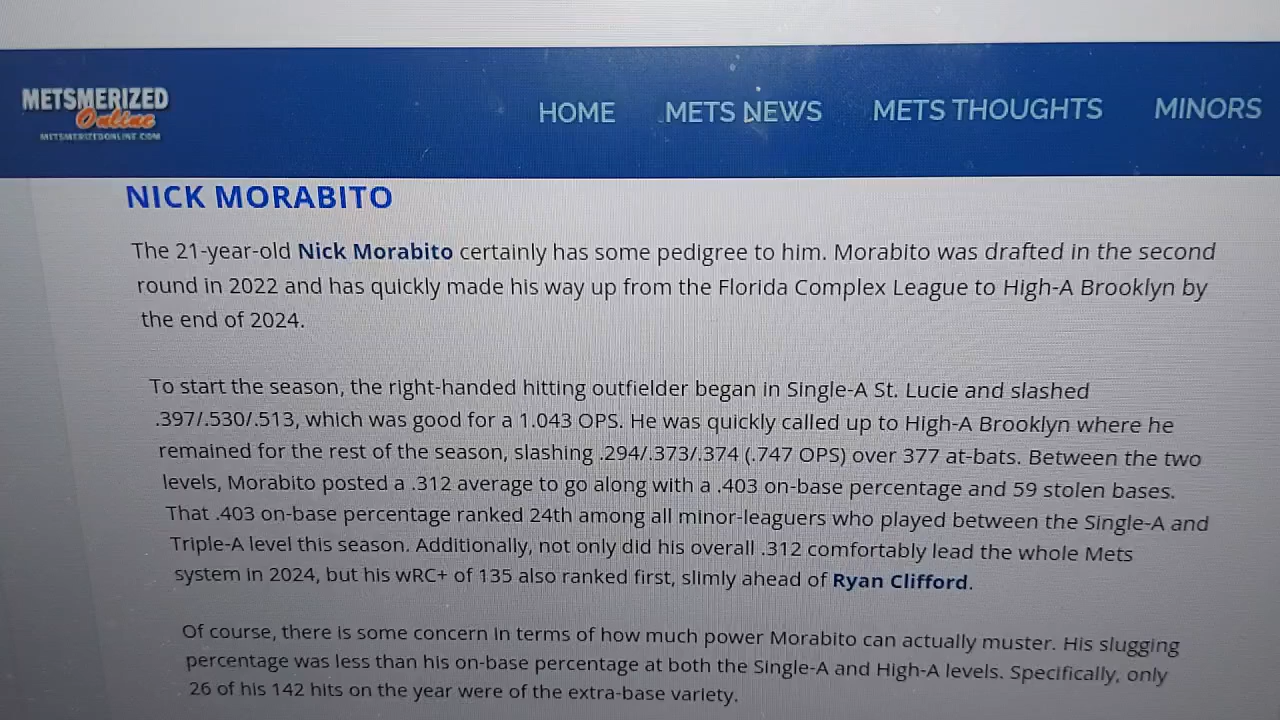 METSMERIZED
Online
METSMERIZEDONLINE.COM
HOME METS NEWS METS THOUGHTS MINORS
NICK MORABITO
The 21-year-old Nick Morabito certainly has some pedigree to him. Morabito was drafted in the second
round in 2022 and has quickly made his way up from the Florida Complex League to High-A Brooklyn by
the end of 2024.
To start the season, the right-handed hitting outfielder began in Single-A St. Lucie and slashed
.397/.530/.513, which was good for a 1.043 OPS. He was quickly called up to High-A Brooklyn where he
remained for the rest of the season, slashing .294/.373/.374 (.747 OPS) over 377 at-bats. Between the two
levels, Morabito posted a .312 average to go along with a .403 on-base percentage and 59 stolen bases.
That .403 on-base percentage ranked 24th among all minor-leaguers who played between the Single-A and
Triple-A level this season. Additionally, not only did his overall .312 comfortably lead the whole Mets
system in 2024, but his wRC+ of 135 also ranked first, slimly ahead of Ryan Clifford.
Of course, there is some concern in terms of how much power Morabito can actually muster. His slugging
percentage was less than his on-base percentage at both the Single-A and High-A levels. Specifically, only
26 of his 142 hits on the year were of the extra-base variety.